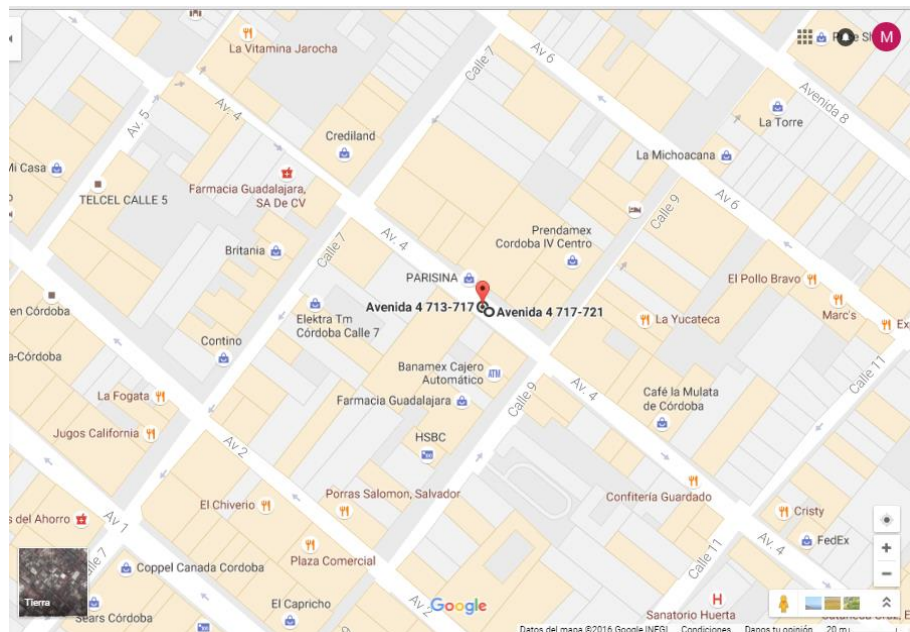 La Vitamina Jarocha
Calle 7
Av 6
M
Avenida 8
La Torre
Av. 5
Av. 4
Crediland
La Michoacana
Mi Casa
TELCEL CALLE 5
Farmacia Guadalajara,
SA De CV
Calle 9
Av 6
Britania
Calle 7
Av. 4
Prendamex
Cordoba IV Centro
PARISINA
El Pollo Bravo
Avenida 4 713-717
Avenida 4 717-721
Marc's
en Córdoba
Elektra Tm
Córdoba Calle 7
La Yucateca
a-Córdoba
Contino
Calle 11
Banamex Cajero
Automático
ATM
La Fogata
Farmacia Guadalajara
Calle 9
Av. 4
Café la Mulata
de Córdoba
Jugos California
Av 2
HSBC
El Chiverio
Porras Salomon, Salvador
Confitería Guardado
Cristy
s del Ahorro
Av 1
Plaza Comercial
Calle 11
Av. 4
FedEx
Calle 7
Coppel Canada Cordoba
Tierra
El Capricho
Av. 2
Google
H
Sears Córdoba
Sanatorio Huerta
Datos del mapa ©2016 Google, INEGI Condiciones Danos tu opinión 20 m